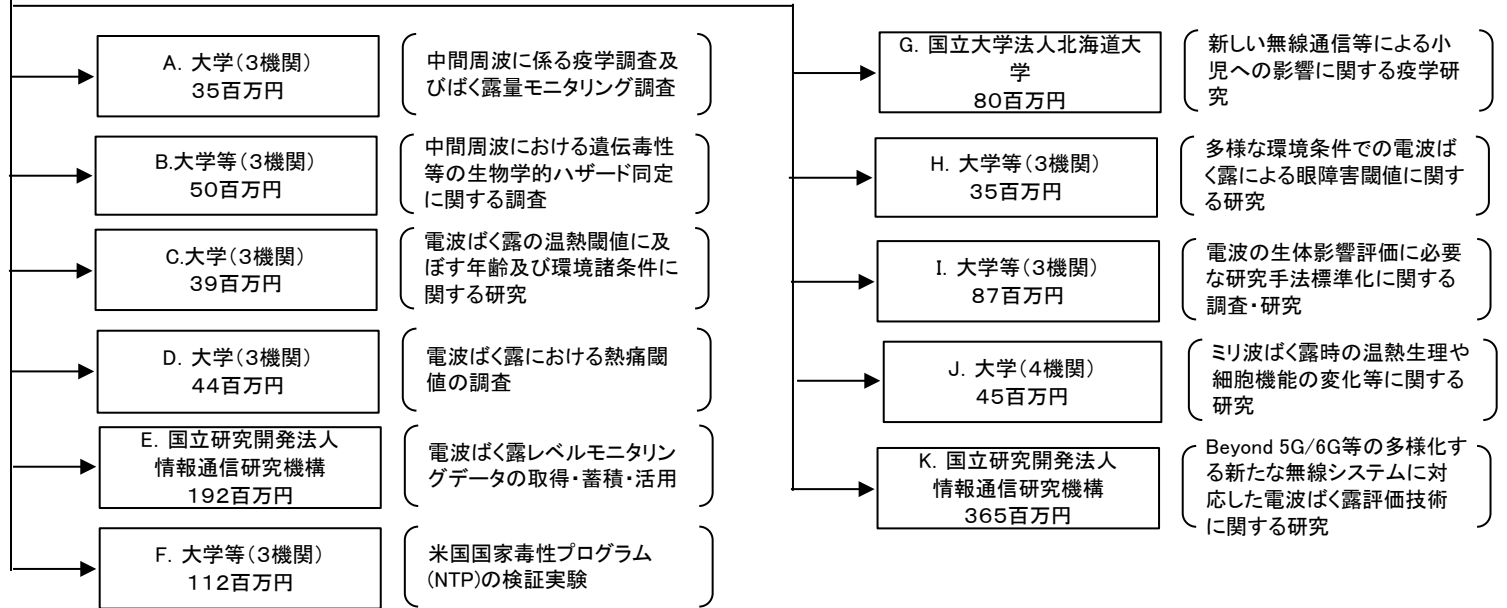 A. 大学(3機関)
35百万円
中間周波に係る疫学調査及
びばく露量モニタリング調査
B.大学等(3機関)
50百万円
中間周波における遺伝毒性
等の生物学的ハザード同定
に関する調査
C.大学(3機関)
39百万円
電波ばく露の温熱閾値に及
ぼす年齢及び環境諸条件に
関する研究
D. 大学(3機関)
44百万円
電波ばく露における熱痛閾
値の調査
E. 国立研究開発法人
情報通信研究機構
192百万円
電波ばく露レベルモニタリン
グデータの取得・蓄積・活用
F. 大学等(3機関)
112百万円
米国国家毒性プログラム
(NTP)の検証実験
G. 国立大学法人北海道大
学
80百万円
新しい無線通信等による小
児への影響に関する疫学研
究
H. 大学等(3機関)
35百万円
多様な環境条件での電波ば
く露による眼障害閾値に関す
る研究
I. 大学等(3機関)
87百万円
電波の生体影響評価に必要
な研究手法標準化に関する
調査・研究
J. 大学(4機関)
45百万円
ミリ波ばく露時の温熱生理や
細胞機能の変化等に関する
研究
K. 国立研究開発法人
情報通信研究機構
365百万円
Beyond 5G/6G等の多様化す
る新たな無線システムに対
応した電波ばく露評価技術
に関する研究